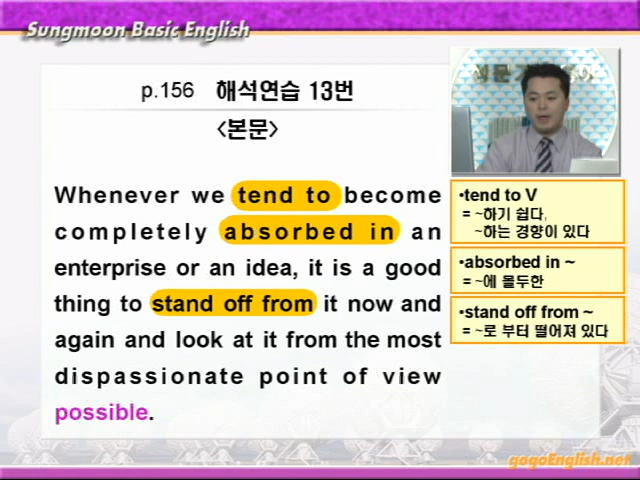 Sungmoon Basic English
p.156 해석연습 13번
<본문>
Whenever we tend to become
completely absorbed in an
enterprise or an idea, it is a good
thing to stand off from it now and
again and look at it from the most
dispassionate point of view
possible.
•tend to V
= ~하기 쉽다,
~하는 경향이 있다
•absorbed in ~
= ~에 몰두한
•stand off from ~
= ~로 부터 떨어져 있다
gogoEnglish.net